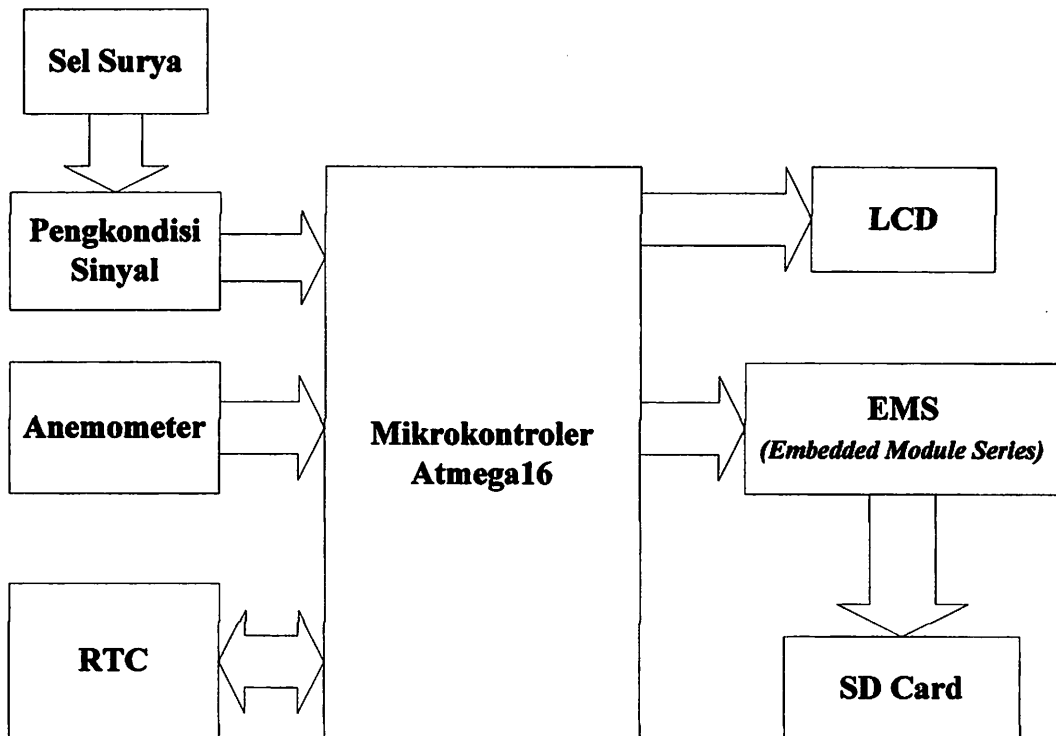 Sel Surya
Pengkondisi
Sinyal
LCD
Anemometer
Mikrokontroler
Atmega16
EMS
(Embedded Module Series)
RTC
SD Card